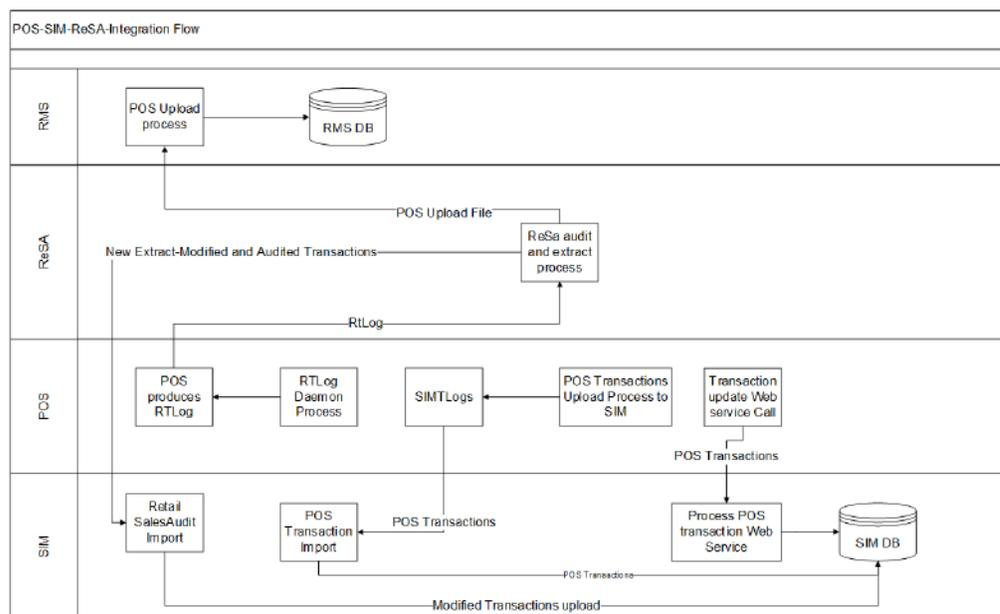 POS-SIM-ReSA-Integration Flow
RMS
POS Upload
process
RMS DB
ReSA
POS Upload File
ReSa audit
and extract
process
New Extract-Modified and Audited Transactions
RtLog
POS
POS
produces
RTLog
RTLog
Daemon
Process
SIMTLogs
POS Transactions
Upload Process to
SIM
Transaction
update Web
service Call
POS Transactions
SIM
Retail
SalesAudit
Import
POS
Transaction
Import
POS Transactions
Process POS
transaction Web
Service
SIM DB
POS Transactions
Modified Transactions upload